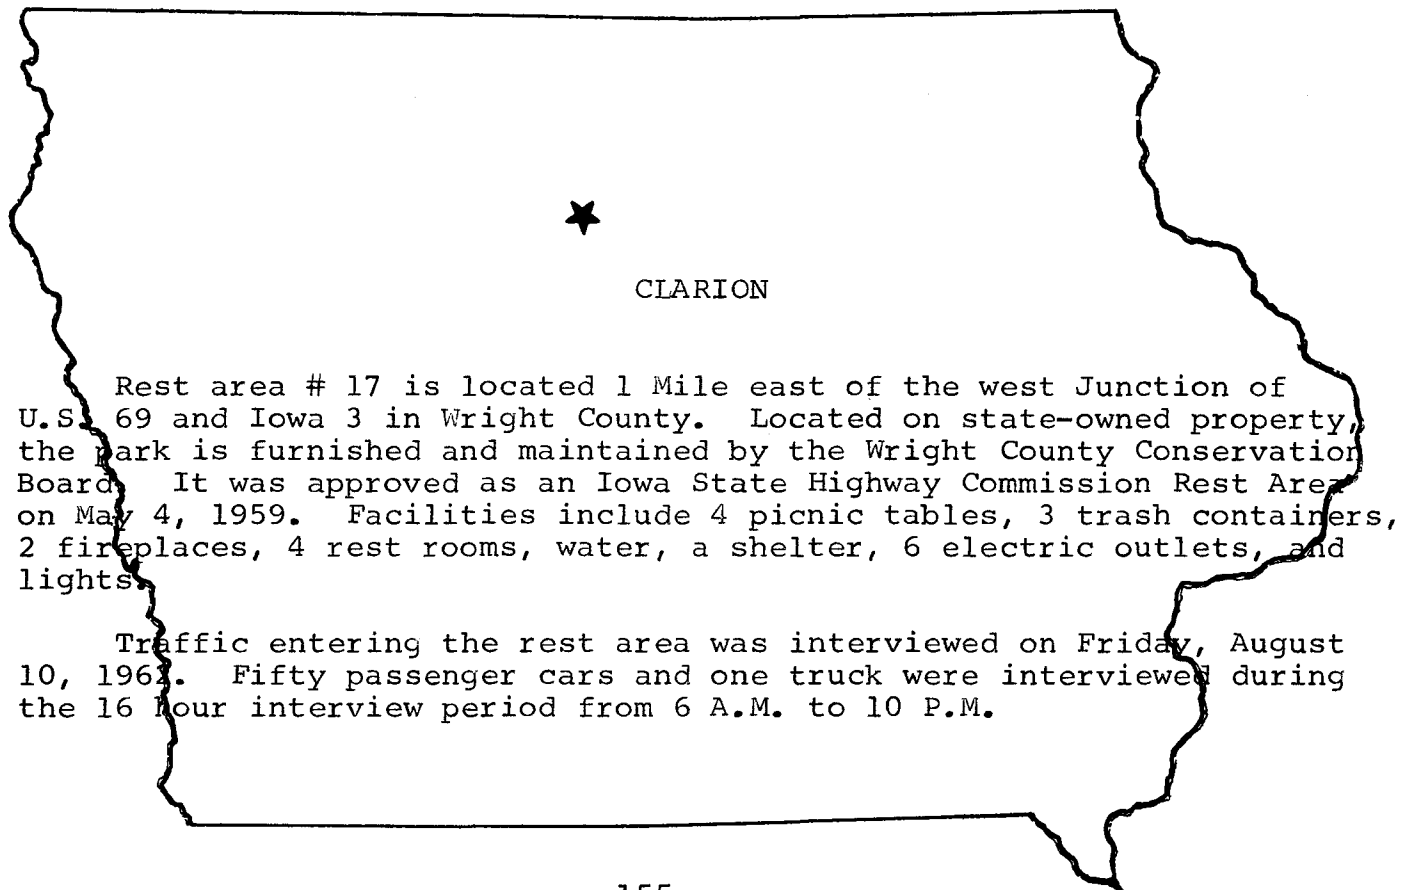 CLARION
Rest area # 17 is located 1 Mile east of the west Junction of
U.S. 69 and Iowa 3 in Wright County. Located on state-owned property,
the park is furnished and maintained by the Wright County Conservation
Board. It was approved as an Iowa State Highway Commission Rest Area
on May 4, 1959. Facilities include 4 picnic tables, 3 trash containers,
2 fireplaces, 4 rest rooms, water, a shelter, 6 electric outlets, and
lights.
Traffic entering the rest area was interviewed on Friday, August
10, 1962. Fifty passenger cars and one truck were interviewed during
the 16 hour interview period from 6 A.M. to 10 P.M.
155